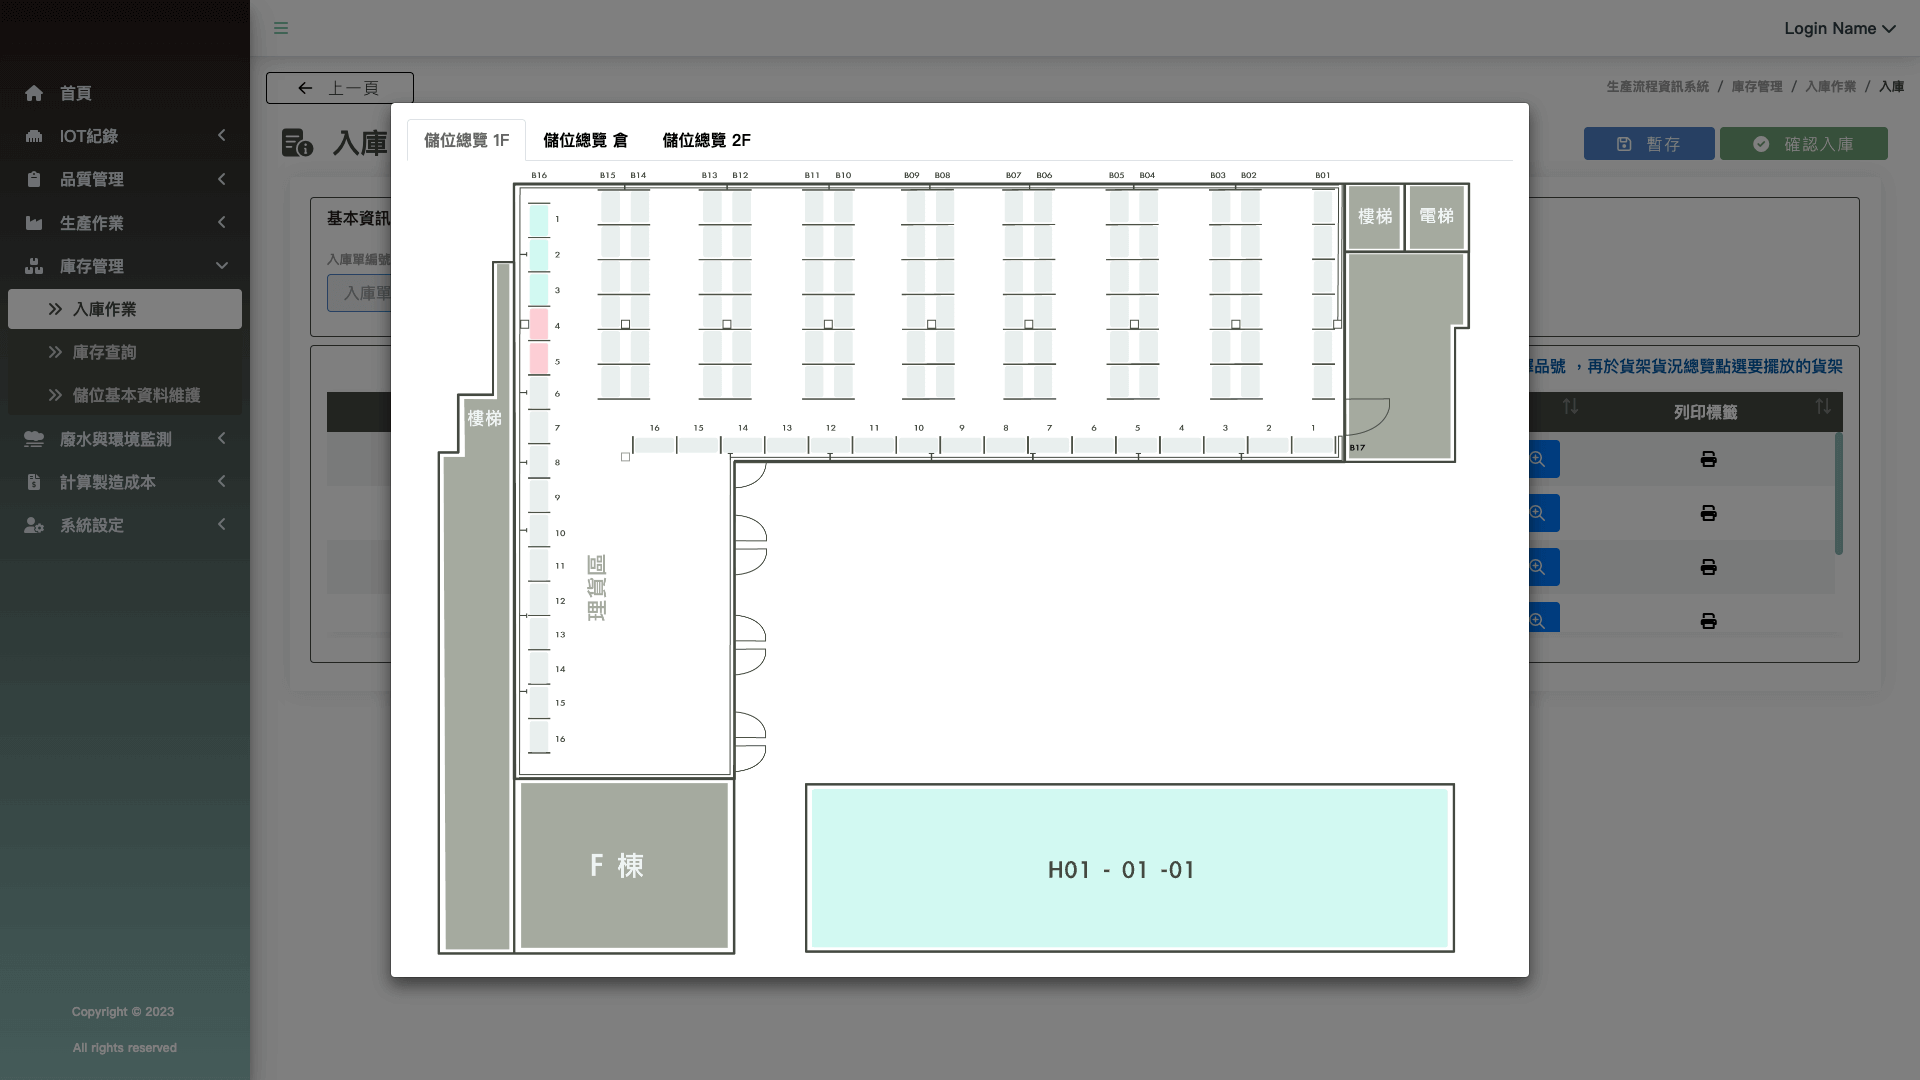 Login Name
首頁
IOT紀錄
品質管理
生產作業
庫存管理
入庫作業
庫存查詢
儲位基本資料維護
廢水與環境監測
計算製造成本
系統設定
Copyright © 2023
All rights reserved
上一頁
生產流程資訊系統 / 庫存管理 / 入庫作業 / 入庫
入庫
暫存
確認入庫
基本資訊
入庫單編號
入庫單
品號 ，再於貨架貨況總覽點選要擺放的貨架
列印標籤
儲位總覽 1F 儲位總覽 倉 儲位總覽 2F
B16 B15 B14 B13 B12 B11 B10 B09 B08 B07 B06 B05 B04 B03 B02 B01
1
2
3
4
5
6
7
8
9
10
11
12
13
14
15
16
樓梯 電梯
樓梯
16 15 14 13 12 11 10 9 8 7 6 5 4 3 2 1
B17
理貨區
F 棟
H01 - 01 -01